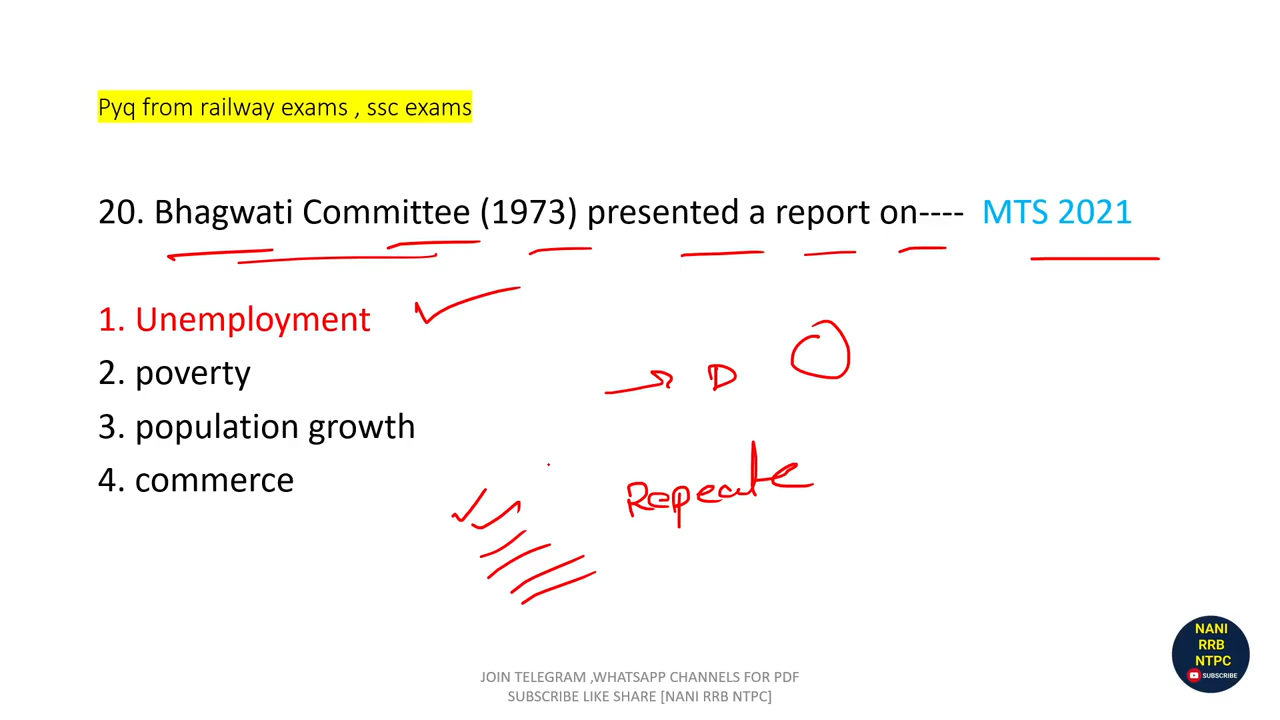 Pyq from railway exams , ssc exams
20. Bhagwati Committee (1973) presented a report on---- MTS 2021
1. Unemployment
2. poverty
3. population growth
4. commerce
D
Repeate
NANI
RRB
NTPC
SUBSCRIBE
JOIN TELEGRAM ,WHATSAPP CHANNELS FOR PDF
SUBSCRIBE LIKE SHARE [NANI RRB NTPC]